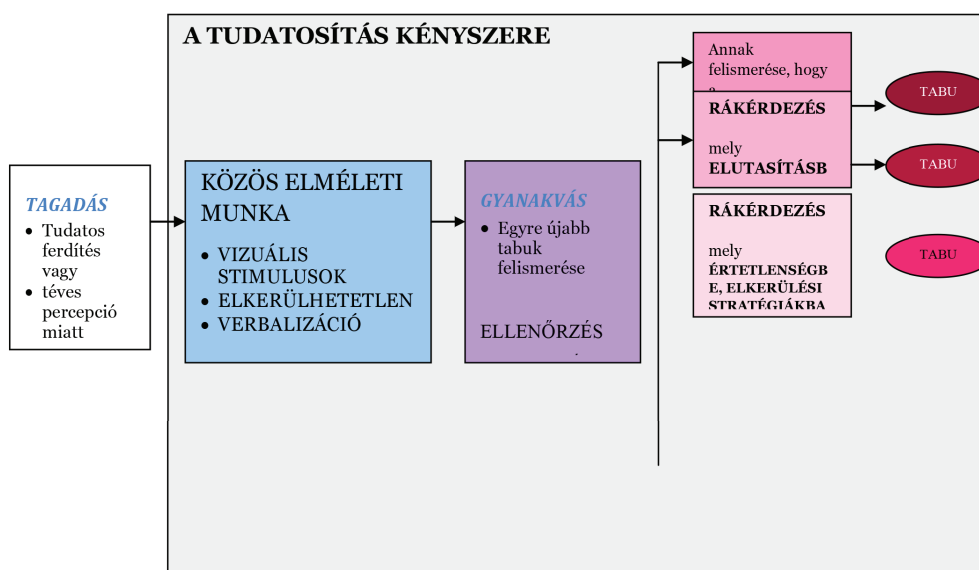 A TUDATOSÍTÁS KÉNYSZERE
TAGADÁS
• Tudatos
ferdítés
vagy
• téves
percepció
miatt
KÖZÖS ELMÉLETI
MUNKA
• VIZUÁLIS
STIMULUSOK
• ELKERÜLHETETLEN
• VERBALIZÁCIÓ
GYANAKVÁS
• Egyre újabb
tabuk
felismerése
ELLENŐRZÉS
Annak
felismerése, hogy
RÁKÉRDEZÉS
mely
ELUTASÍTÁSB
RÁKÉRDEZÉS
mely
ÉRTETLENSÉGB
E, ELKERÜLÉSI
STRATÉGIÁKBA
TABU
TABU
TABU